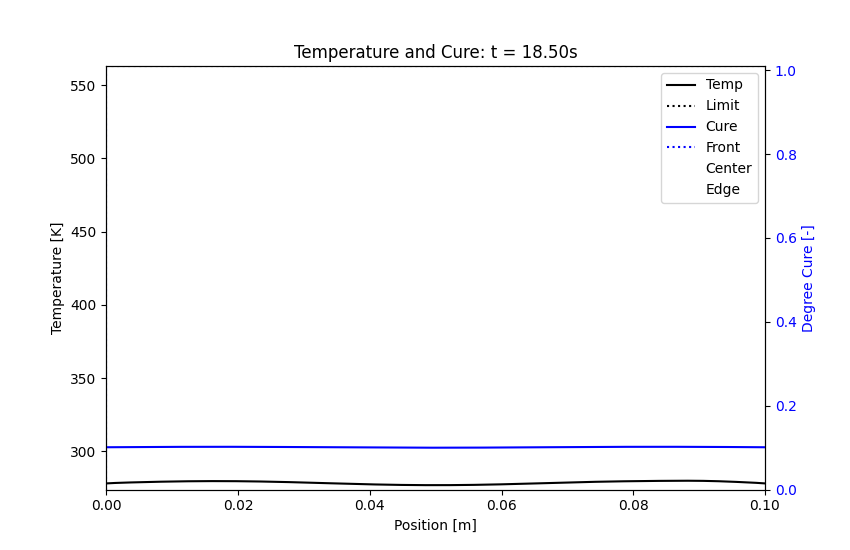 Temperature and Cure: t = 18.50s
Temp
Limit
Cure
Front
Center
Edge
Temperature [K]
550
500
450
400
350
300
Degree Cure [-]
1.0
0.8
0.6
0.4
0.2
0.0
0.00 0.02 0.04 0.06 0.08 0.10
Position [m]